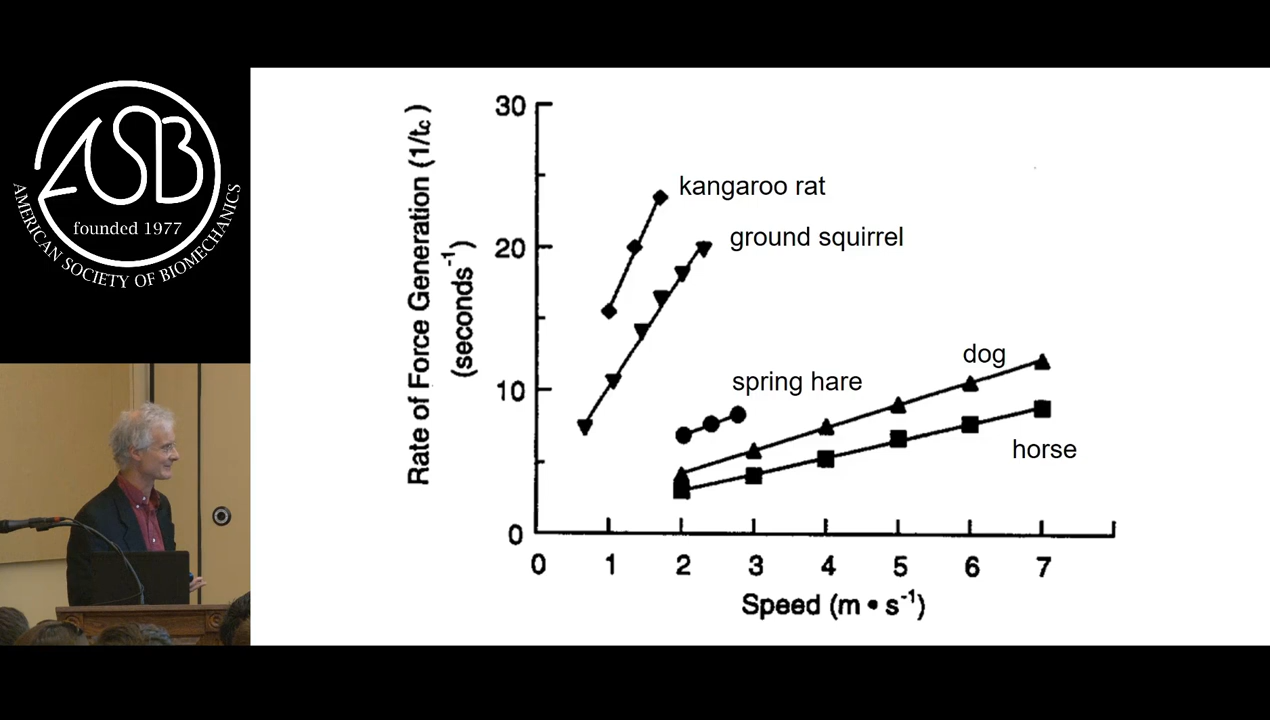 ASB
founded 1977
AMERICAN SOCIETY OF BIOMECHANICS
Rate of Force Generation (1/tc)
(seconds⁻¹)
30
20
10
0
kangaroo rat
ground squirrel
dog
spring hare
horse
0 1 2 3 4 5 6 7
Speed (m • s⁻¹)